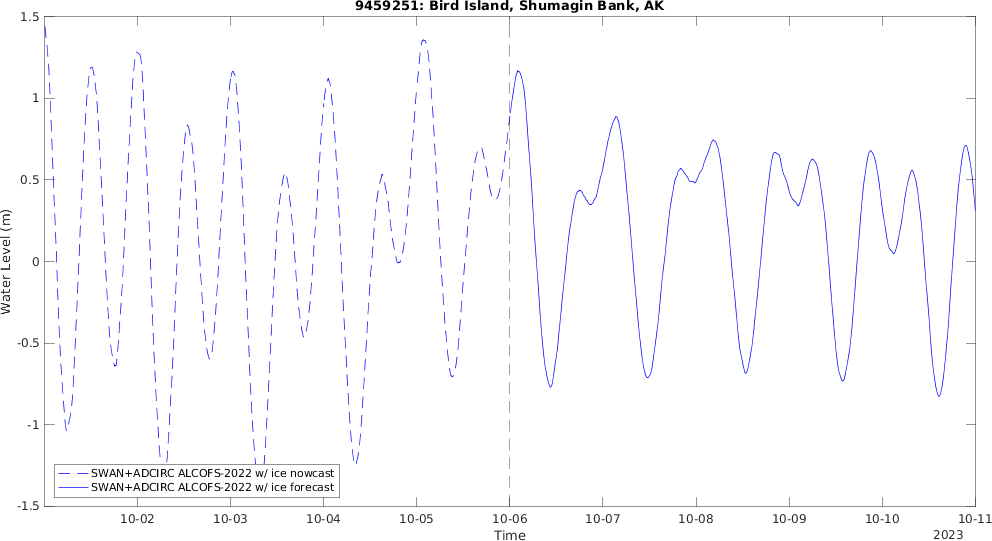 9459251: Bird Island, Shumagin Bank, AK
1.5
1
0.5
0
-0.5
-1
-1.5
Water Level (m)
SWAN+ADCIRC ALCOFS-2022 w/ ice nowcast
SWAN+ADCIRC ALCOFS-2022 w/ ice forecast
10-02 10-03 10-04 10-05 10-06 10-07 10-08 10-09 10-10 10-11
Time
2023